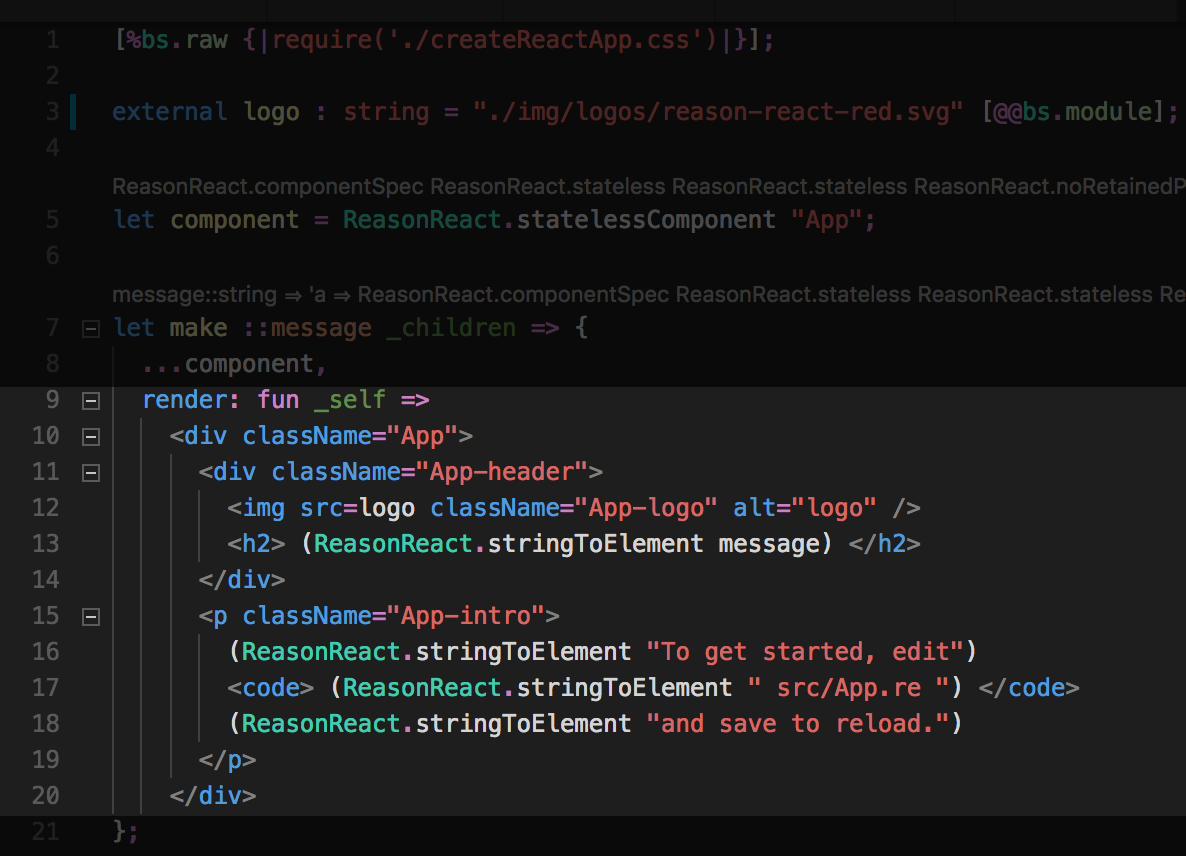 1 [%bs.raw {|require('./createReactApp.css')|}];
2
3 external logo : string = "./img/logos/reason-react-red.svg" [@@bs.module];
4
ReasonReact.componentSpec ReasonReact.stateless ReasonReact.stateless ReasonReact.noRetainedP
5 let component = ReasonReact.statelessComponent "App";
6
message::string => 'a => ReasonReact.componentSpec ReasonReact.stateless ReasonReact.stateless Re
7 let make ::message _children => {
8 ...component,
9 render: fun _self =>
10 <div className="App">
11 <div className="App-header">
12 <img src=logo className="App-logo" alt="logo" />
13 <h2> (ReasonReact.stringToElement message) </h2>
14 </div>
15 <p className="App-intro">
16 (ReasonReact.stringToElement "To get started, edit")
17 <code> (ReasonReact.stringToElement " src/App.re ") </code>
18 (ReasonReact.stringToElement "and save to reload.")
19 </p>
20 </div>
21 };